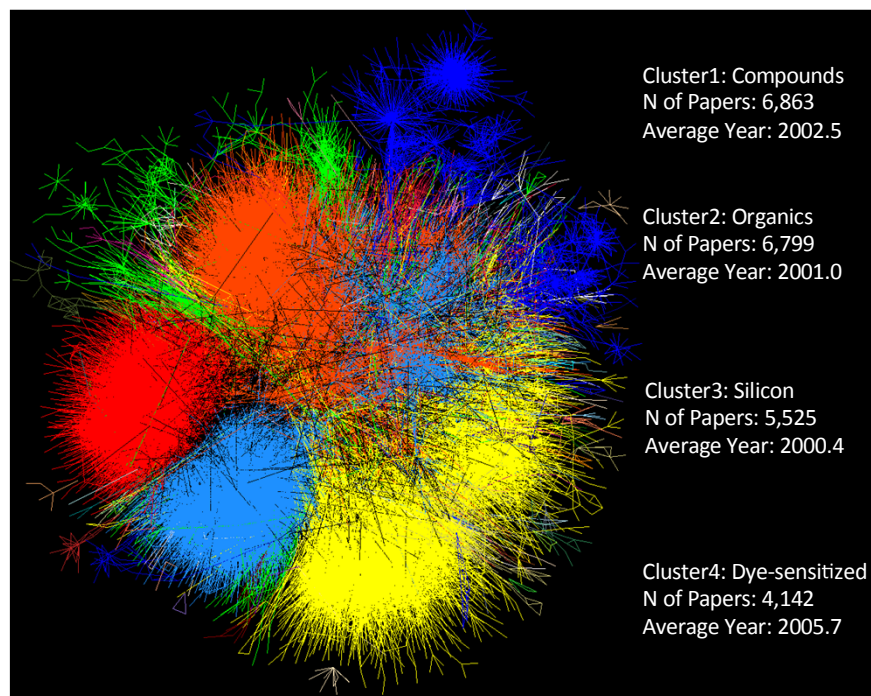 Cluster1: Compounds
N of Papers: 6,863
Average Year: 2002.5
Cluster2: Organics
N of Papers: 6,799
Average Year: 2001.0
Cluster3: Silicon
N of Papers: 5,525
Average Year: 2000.4
Cluster4: Dye-sensitized
N of Papers: 4,142
Average Year: 2005.7